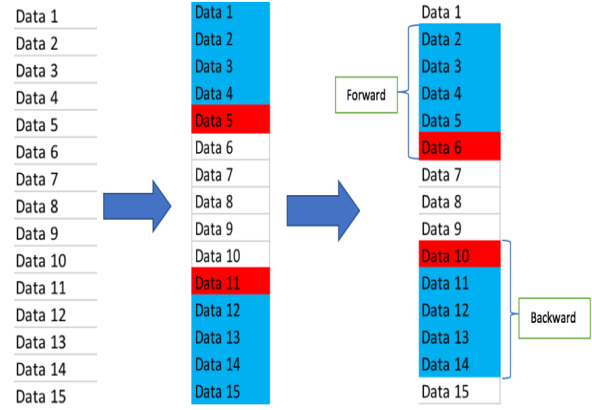 Data 1
Data 2
Data 3
Data 4
Data 5
Data 6
Data 7
Data 8
Data 9
Data 10
Data 11
Data 12
Data 13
Data 14
Data 15
Data 1
Data 2
Data 3
Data 4
Data 5
Data 6
Data 7
Data 8
Data 9
Data 10
Data 11
Data 12
Data 13
Data 14
Data 15
Forward
Data 1
Data 2
Data 3
Data 4
Data 5
Data 6
Data 7
Data 8
Data 9
Data 10
Data 11
Data 12
Data 13
Data 14
Data 15
Backward